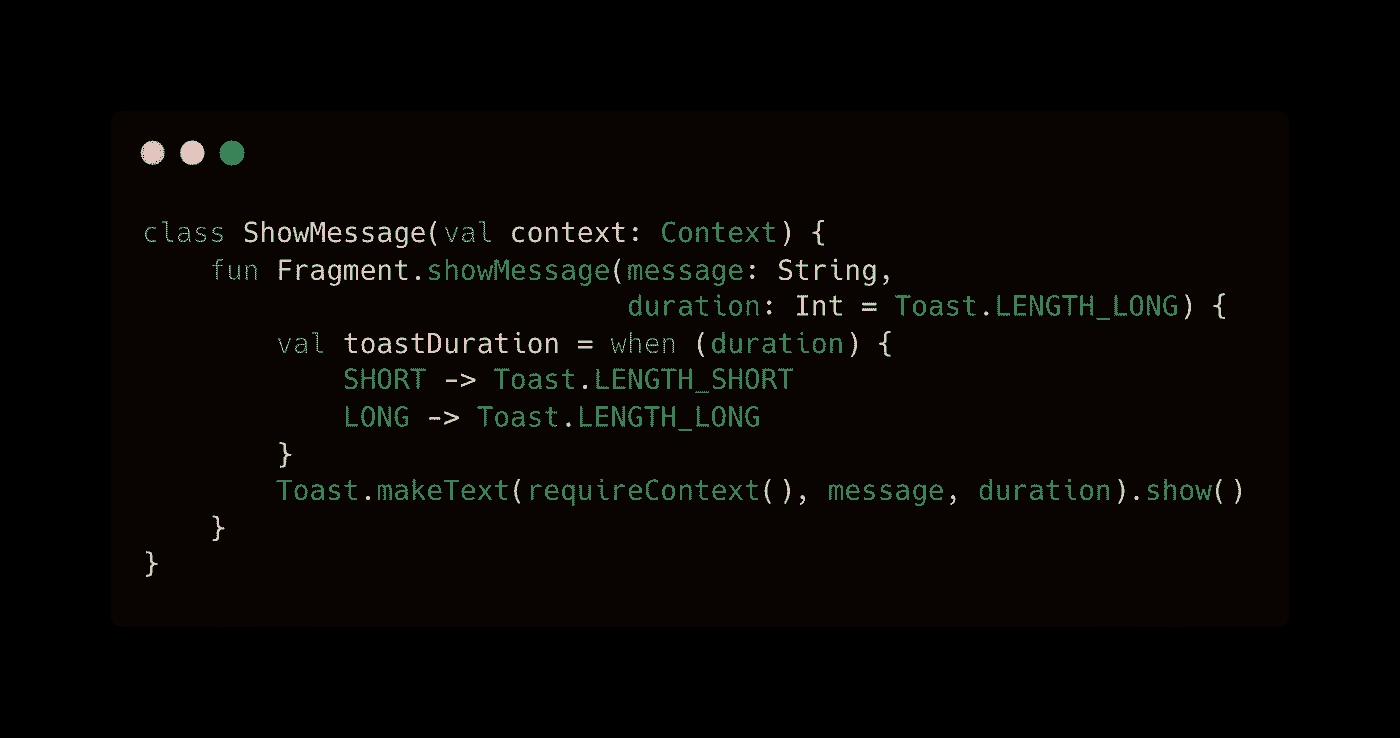 class ShowMessage(val context: Context) {
    fun Fragment.showMessage(message: String,
                             duration: Int = Toast.LENGTH_LONG) {
        val toastDuration = when (duration) {
            SHORT -> Toast.LENGTH_SHORT
            LONG -> Toast.LENGTH_LONG
        }
        Toast.makeText(requireContext(), message, duration).show()
    }
}